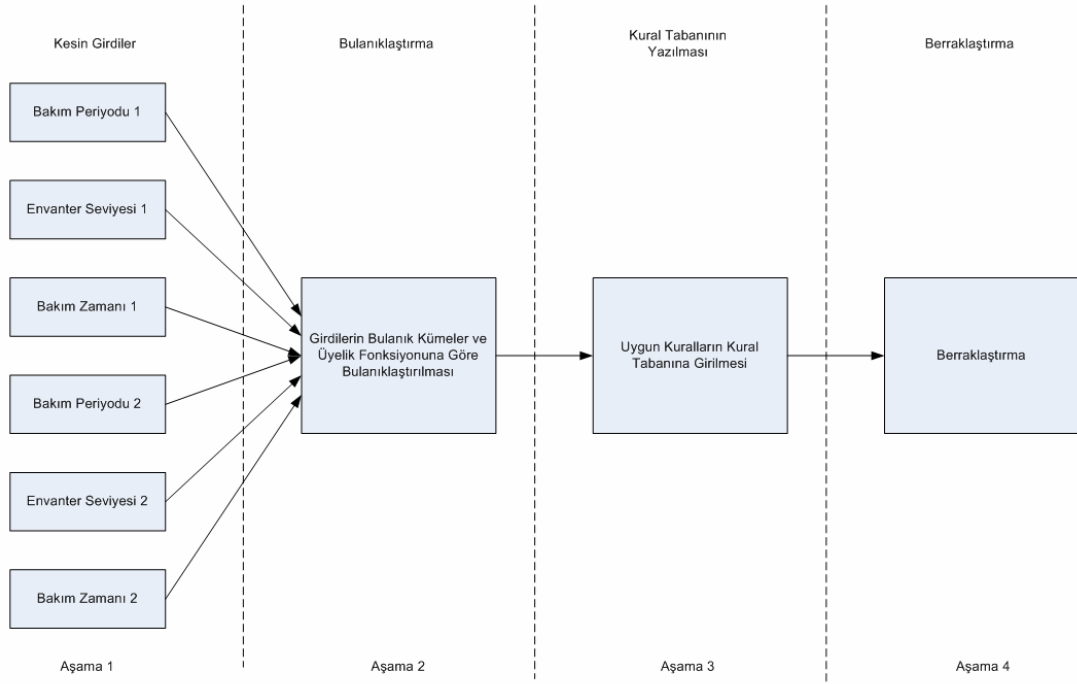 Kesin Girdiler
Bulanıklaştırma
Kural Tabanının
Yazılması
Berraklaştırma
Bakım Periyodu 1
Envanter Seviyesi 1
Bakım Zamanı 1
Bakım Periyodu 2
Envanter Seviyesi 2
Bakım Zamanı 2
Girdilerin Bulanık Kümeler ve
Üyelik Fonksiyonuna Göre
Bulanıklaştırılması
Uygun Kuralların Kural
Tabanına Girilmesi
Berraklaştırma
Aşama 1
Aşama 2
Aşama 3
Aşama 4